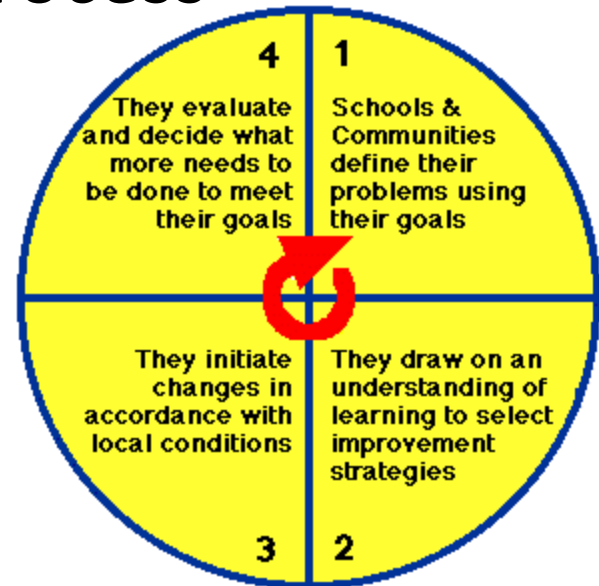 1
Schools &
Communities
define their
problems using
their goals
They draw on an
understanding of
learning to select
improvement
strategies
2
They initiate
changes in
accordance with
local conditions
3
4
They evaluate
and decide what
more needs to
be done to meet
their goals